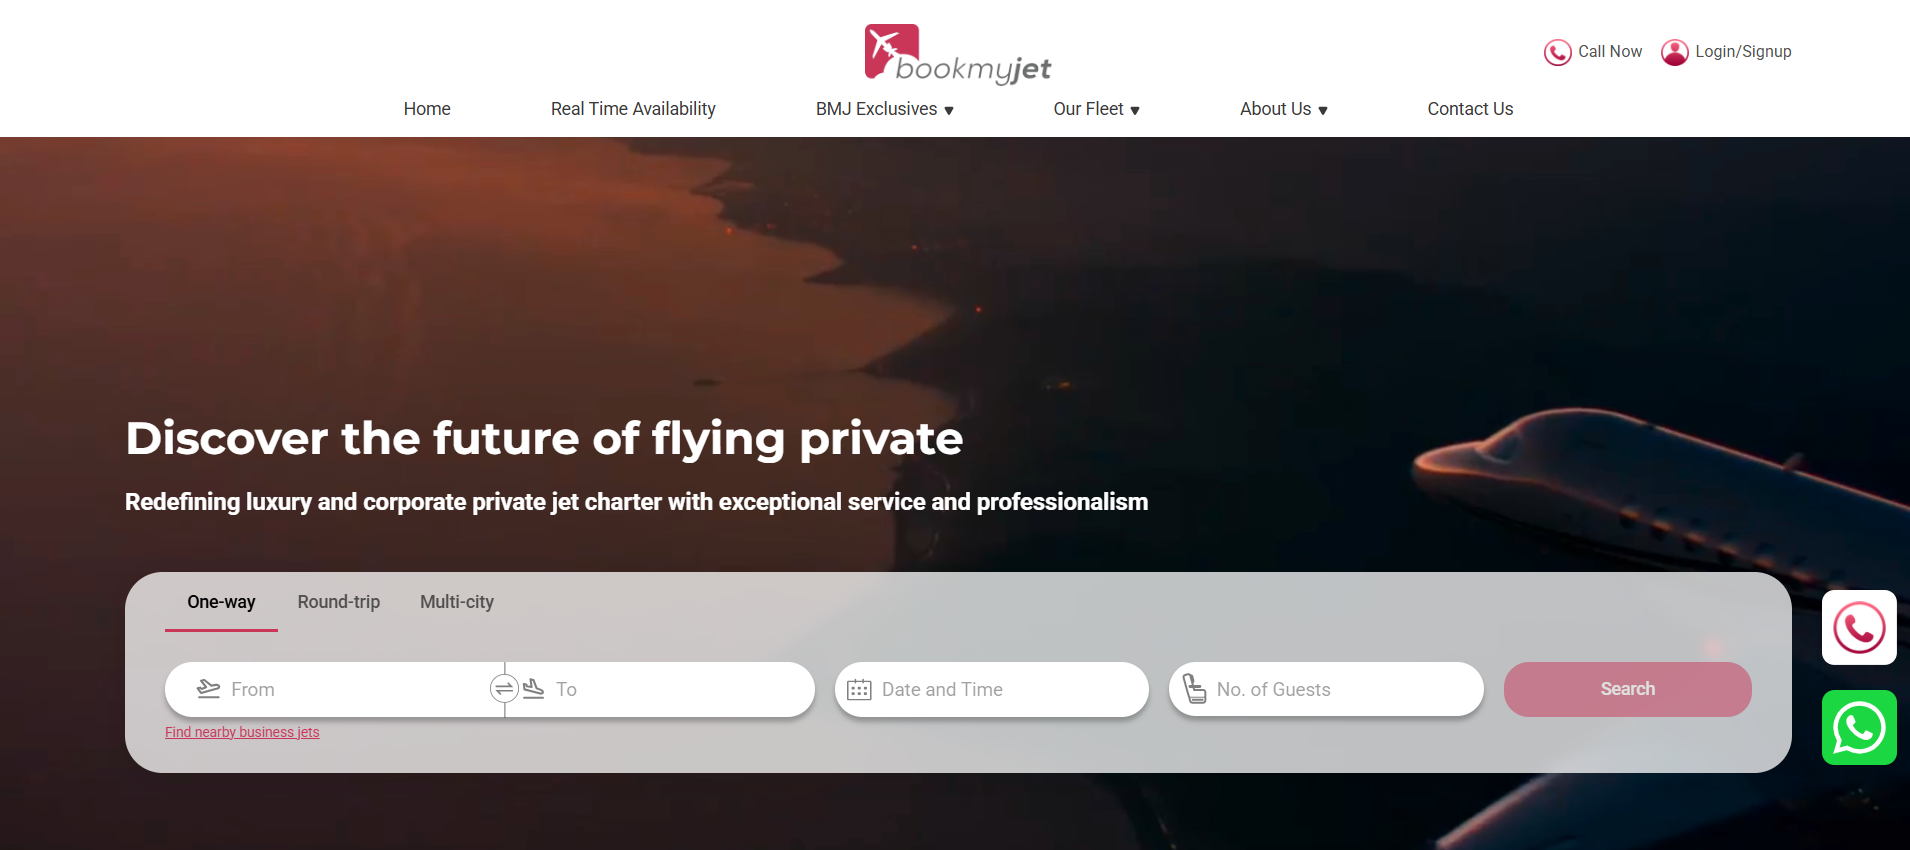 bookmyjet
Call Now
Login/Signup
Home
Real Time Availability
BMJ Exclusives
Our Fleet
About Us
Contact Us
Discover the future of flying private
Redefining luxury and corporate private jet charter with exceptional service and professionalism
One-way
Round-trip
Multi-city
From
To
Date and Time
No. of Guests
Search
Find nearby business jets